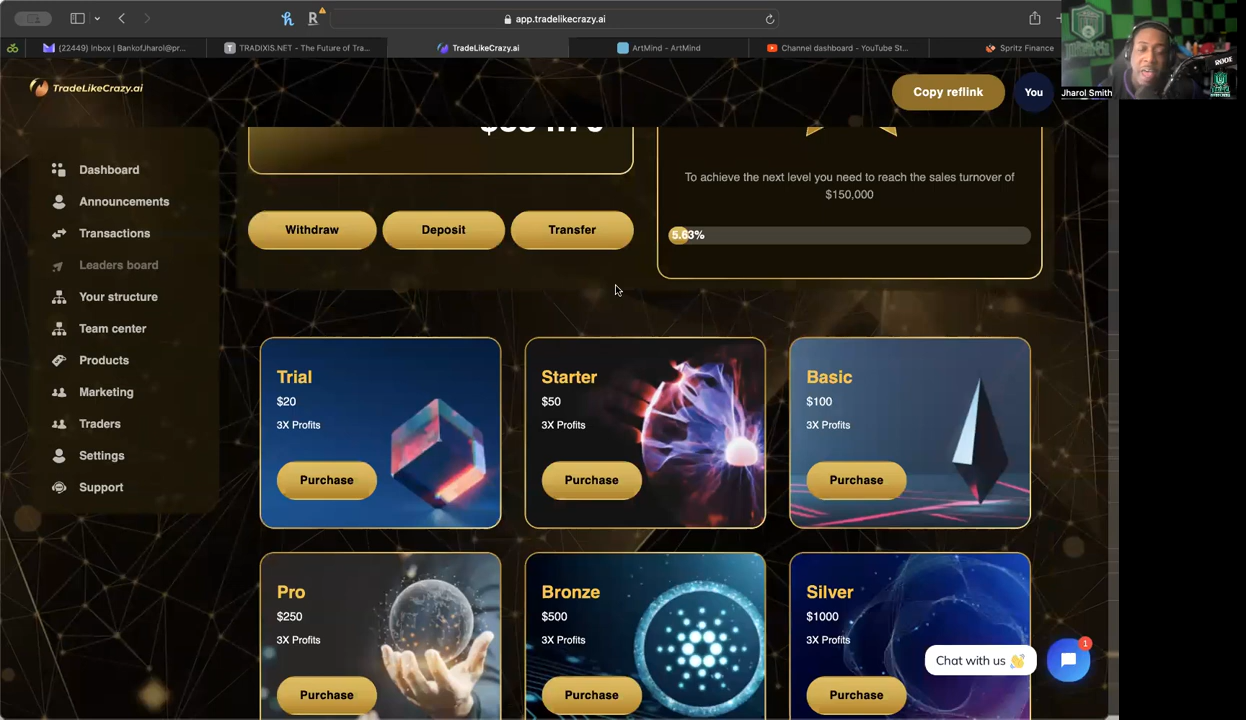 app.tradelikecrazy.ai
(22449) Inbox | BankofJharol@pr...
TRADIXIS.NET - The Future of Tra...
TradeLikeCrazy.ai
ArtMind - ArtMind
Channel dashboard - YouTube St...
Spritz Finance
RODE
Jharol Smith
TradeLikeCrazy.ai
Copy reflink
You
Dashboard
Announcements
Transactions
Leaders board
Your structure
Team center
Products
Marketing
Traders
Settings
Support
To achieve the next level you need to reach the sales turnover of
$150,000
5.63%
Withdraw
Deposit
Transfer
Trial
$20
3X Profits
Purchase
Starter
$50
3X Profits
Purchase
Basic
$100
3X Profits
Purchase
Pro
$250
3X Profits
Purchase
Bronze
$500
3X Profits
Purchase
Silver
$1000
3X Profits
Purchase
Chat with us 👋
1